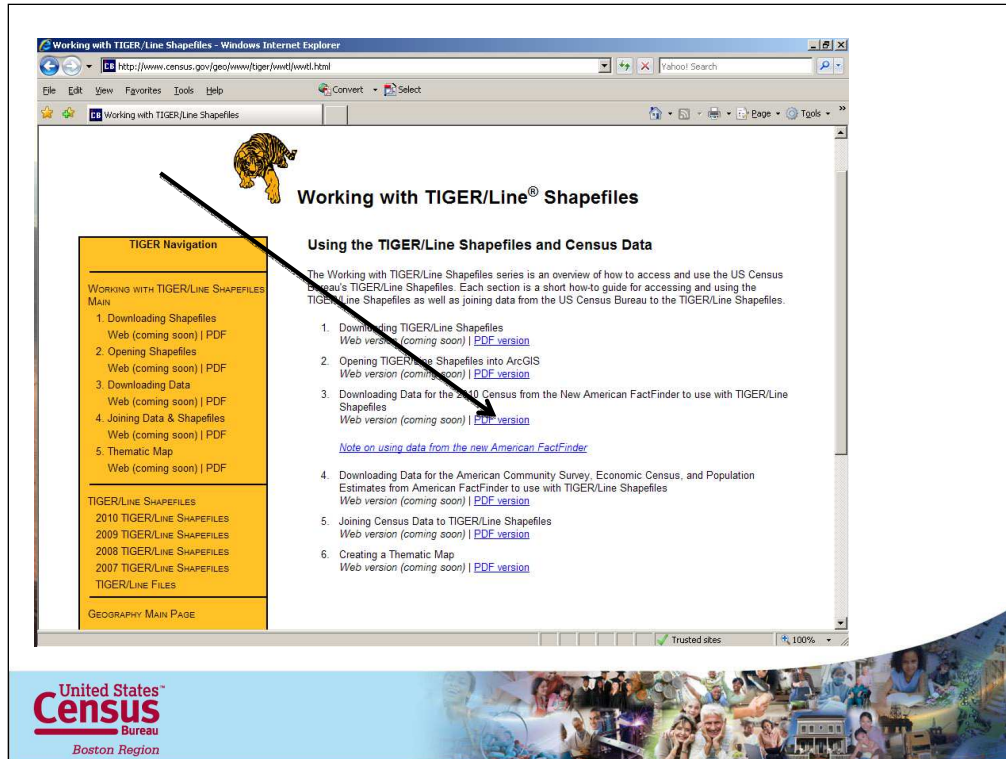 Working with TIGER/Line Shapefiles - Windows Internet Explorer
http://www.census.gov/geo/www/tiger/wwtl/wwtl.html
Yahoo! Search
File Edit View Favorites Tools Help
Convert Select
Working with TIGER/Line Shapefiles
Page Tools »
Working with TIGER/Line® Shapefiles
TIGER Navigation
WORKING WITH TIGER/LINE SHAPEFILES
MAIN
1. Downloading Shapefiles
Web (coming soon) | PDF
2. Opening Shapefiles
Web (coming soon) | PDF
3. Downloading Data
Web (coming soon) | PDF
4. Joining Data & Shapefiles
Web (coming soon) | PDF
5. Thematic Map
Web (coming soon) | PDF
TIGER/LINE SHAPEFILES
2010 TIGER/LINE SHAPEFILES
2009 TIGER/LINE SHAPEFILES
2008 TIGER/LINE SHAPEFILES
2007 TIGER/LINE SHAPEFILES
TIGER/LINE FILES
GEOGRAPHY MAIN PAGE
Using the TIGER/Line Shapefiles and Census Data
The Working with TIGER/Line Shapefiles series is an overview of how to access and use the US Census
Bureau's TIGER/Line Shapefiles. Each section is a short how-to guide for accessing and using the
TIGER/Line Shapefiles as well as joining data from the US Census Bureau to the TIGER/Line Shapefiles.
1. Downloading TIGER/Line Shapefiles
Web version (coming soon) | PDF version
2. Opening TIGER/Line Shapefiles into ArcGIS
Web version (coming soon) | PDF version
3. Downloading Data for the 2010 Census from the New American FactFinder to use with TIGER/Line
Shapefiles
Web version (coming soon) | PDF version
Note on using data from the new American FactFinder
4. Downloading Data for the American Community Survey, Economic Census, and Population
Estimates from American FactFinder to use with TIGER/Line Shapefiles
Web version (coming soon) | PDF version
5. Joining Census Data to TIGER/Line Shapefiles
Web version (coming soon) | PDF version
6. Creating a Thematic Map
Web version (coming soon) | PDF version
Trusted sites
100%
United States™
Census
Bureau
Boston Region